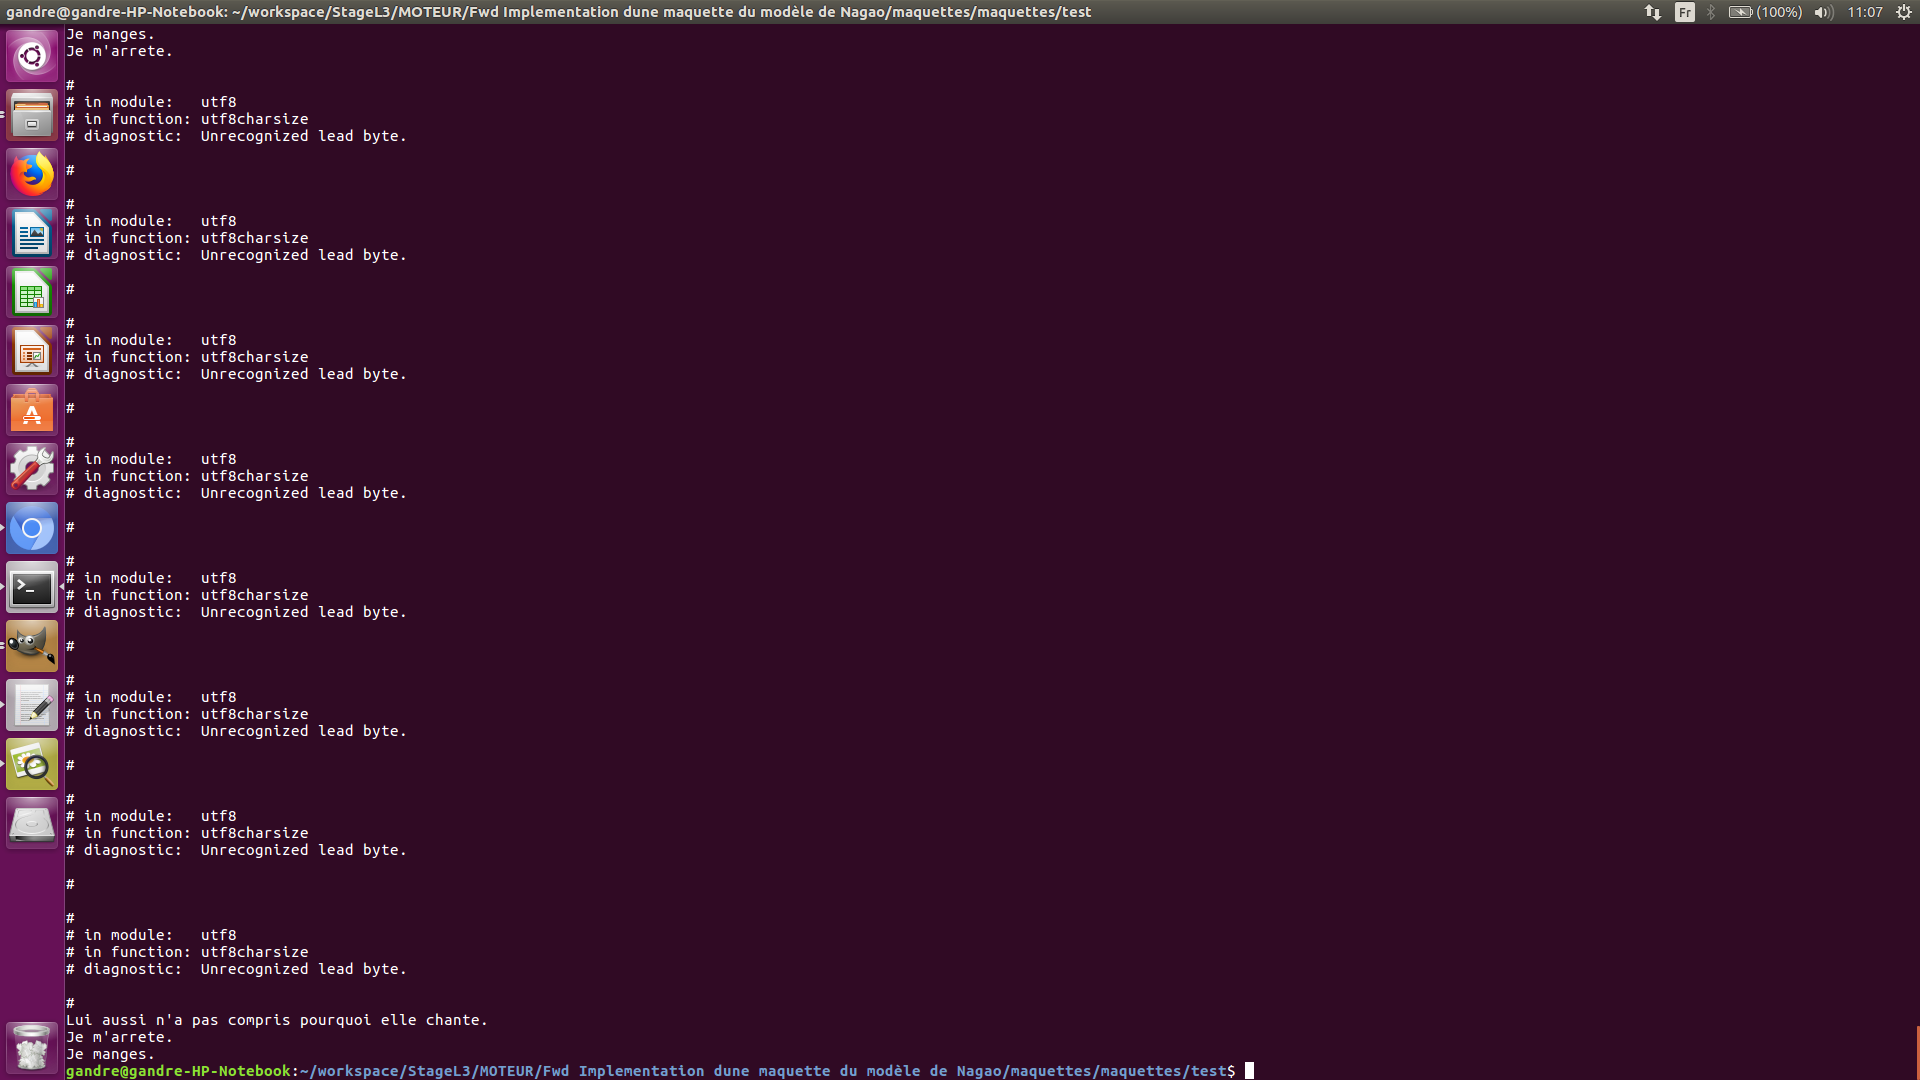 gandre@gandre-HP-Notebook: ~/workspace/StageL3/MOTEUR/Fwd Implementation dune maquette du modèle de Nagao/maquettes/maquettes/test
Fr
(100%)
11:07
Je manges.
Je m'arrete.
#
# in module:   utf8
# in function: utf8charsize
# diagnostic:  Unrecognized lead byte.
#
#
# in module:   utf8
# in function: utf8charsize
# diagnostic:  Unrecognized lead byte.
#
#
# in module:   utf8
# in function: utf8charsize
# diagnostic:  Unrecognized lead byte.
#
#
# in module:   utf8
# in function: utf8charsize
# diagnostic:  Unrecognized lead byte.
#
#
# in module:   utf8
# in function: utf8charsize
# diagnostic:  Unrecognized lead byte.
#
#
# in module:   utf8
# in function: utf8charsize
# diagnostic:  Unrecognized lead byte.
#
#
# in module:   utf8
# in function: utf8charsize
# diagnostic:  Unrecognized lead byte.
#
#
# in module:   utf8
# in function: utf8charsize
# diagnostic:  Unrecognized lead byte.
#
Lui aussi n'a pas compris pourquoi elle chante.
Je m'arrete.
Je manges.
gandre@gandre-HP-Notebook:~/workspace/StageL3/MOTEUR/Fwd Implementation dune maquette du modèle de Nagao/maquettes/maquettes/test$